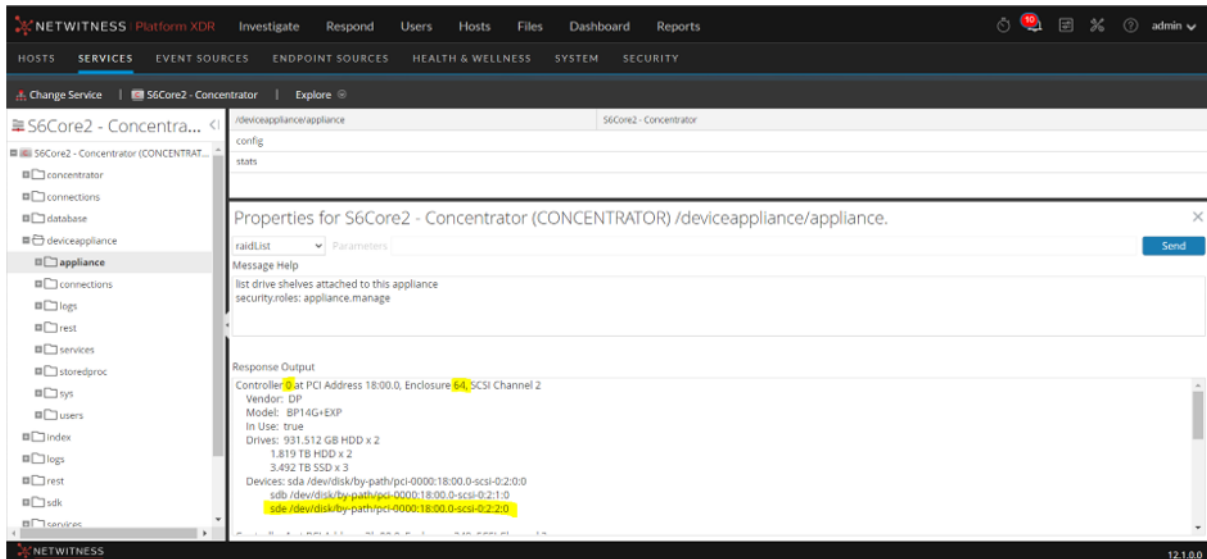 NETWITNESS Platform XDR Investigate Respond Users Hosts Files Dashboard Reports 10 admin
HOSTS SERVICES EVENT SOURCES ENDPOINT SOURCES HEALTH & WELLNESS SYSTEM SECURITY
Change Service | S6Core2 - Concentrator | Explore
S6Core2 - Concentra...
S6Core2 - Concentrator (CONCENTRAT...
concentrator
connections
database
deviceappliance
appliance
connections
logs
rest
services
storedproc
sys
users
index
logs
rest
sdk
services
/deviceappliance/appliance S6Core2 - Concentrator
config
stats
Properties for S6Core2 - Concentrator (CONCENTRATOR) /deviceappliance/appliance.
raidList Parameters Send
Message Help
list drive shelves attached to this appliance
security.roles: appliance.manage
Response Output
Controller 0 at PCI Address 18:00.0, Enclosure 64, SCSI Channel 2
Vendor: DP
Model: BP14G+EXP
In Use: true
Drives: 931.512 GB HDD x 2
1.819 TB HDD x 2
3.492 TB SSD x 3
Devices: sda /dev/disk/by-path/pci-0000:18:00.0-scsi-0:2:0:0
sdb /dev/disk/by-path/pci-0000:18:00.0-scsi-0:2:1:0
sde /dev/disk/by-path/pci-0000:18:00.0-scsi-0:2:2:0
NETWITNESS 12.1.0.0